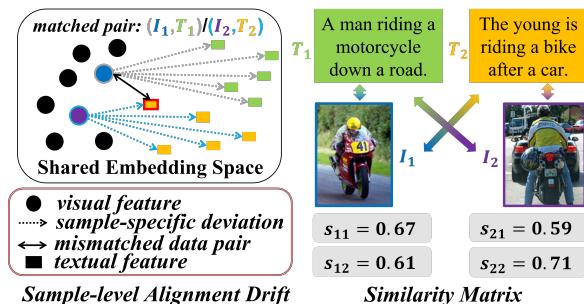 matched pair: (I₁,T₁)/(I₂,T₂)
Shared Embedding Space
visual feature
sample-specific deviation
mismatched data pair
textual feature
Sample-level Alignment Drift
T₁
A man riding a
motorcycle
down a road.
T₂
The young is
riding a bike
after a car.
41
I₁
I₂
s₁₁ = 0.67
s₂₁ = 0.59
s₁₂ = 0.61
s₂₂ = 0.71
Similarity Matrix